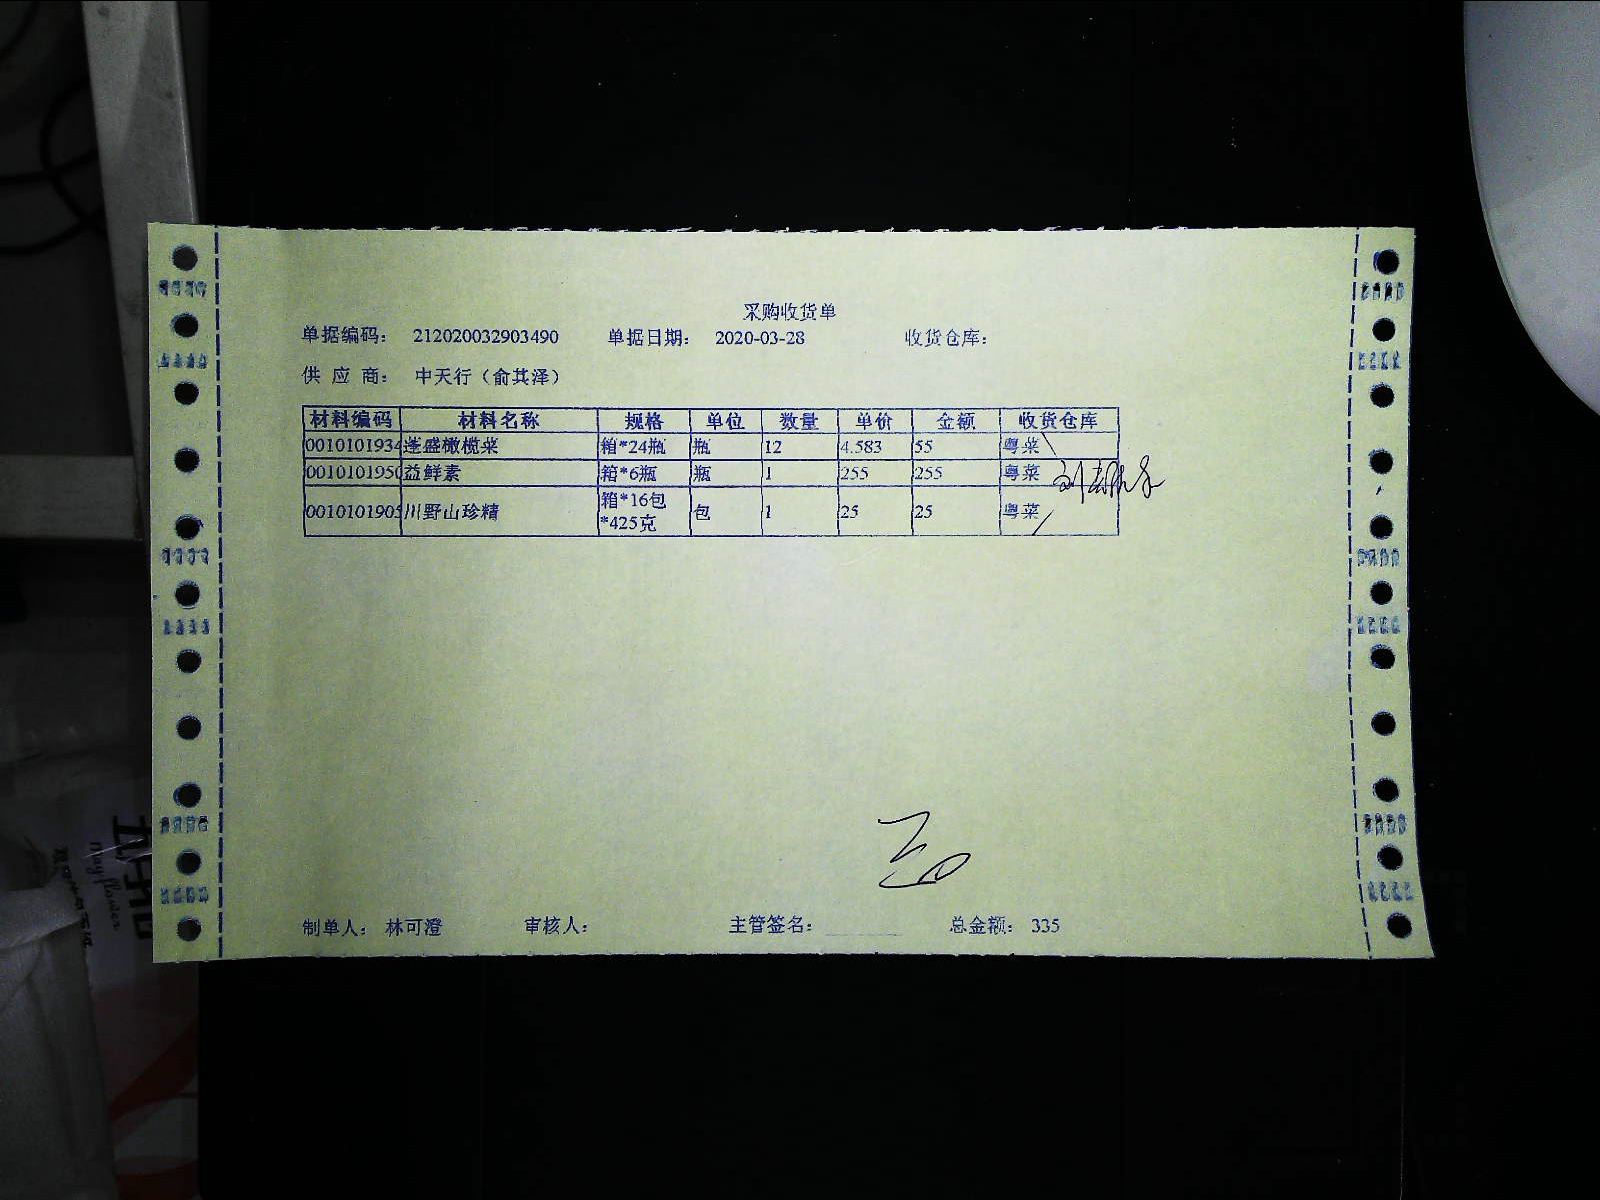 采购收货单
单据编码： 212020032903490 单据日期： 2020-03-28 收货仓库：
供 应 商： 中天行（俞其泽）
材料编码 材料名称 规格 单位 数量 单价 金额 收货仓库
0010101934 蓬盛橄榄菜 箱*24瓶 瓶 12 4.583 55 粤菜
001010195 益鲜素 箱*6瓶 瓶 1 255 255 粤菜
001010190 川野山珍精 箱*16包 包 1 25 25 粤菜
*425克
制单人： 林可澄 审核人： 主管签名： 总金额： 335
Mayflower